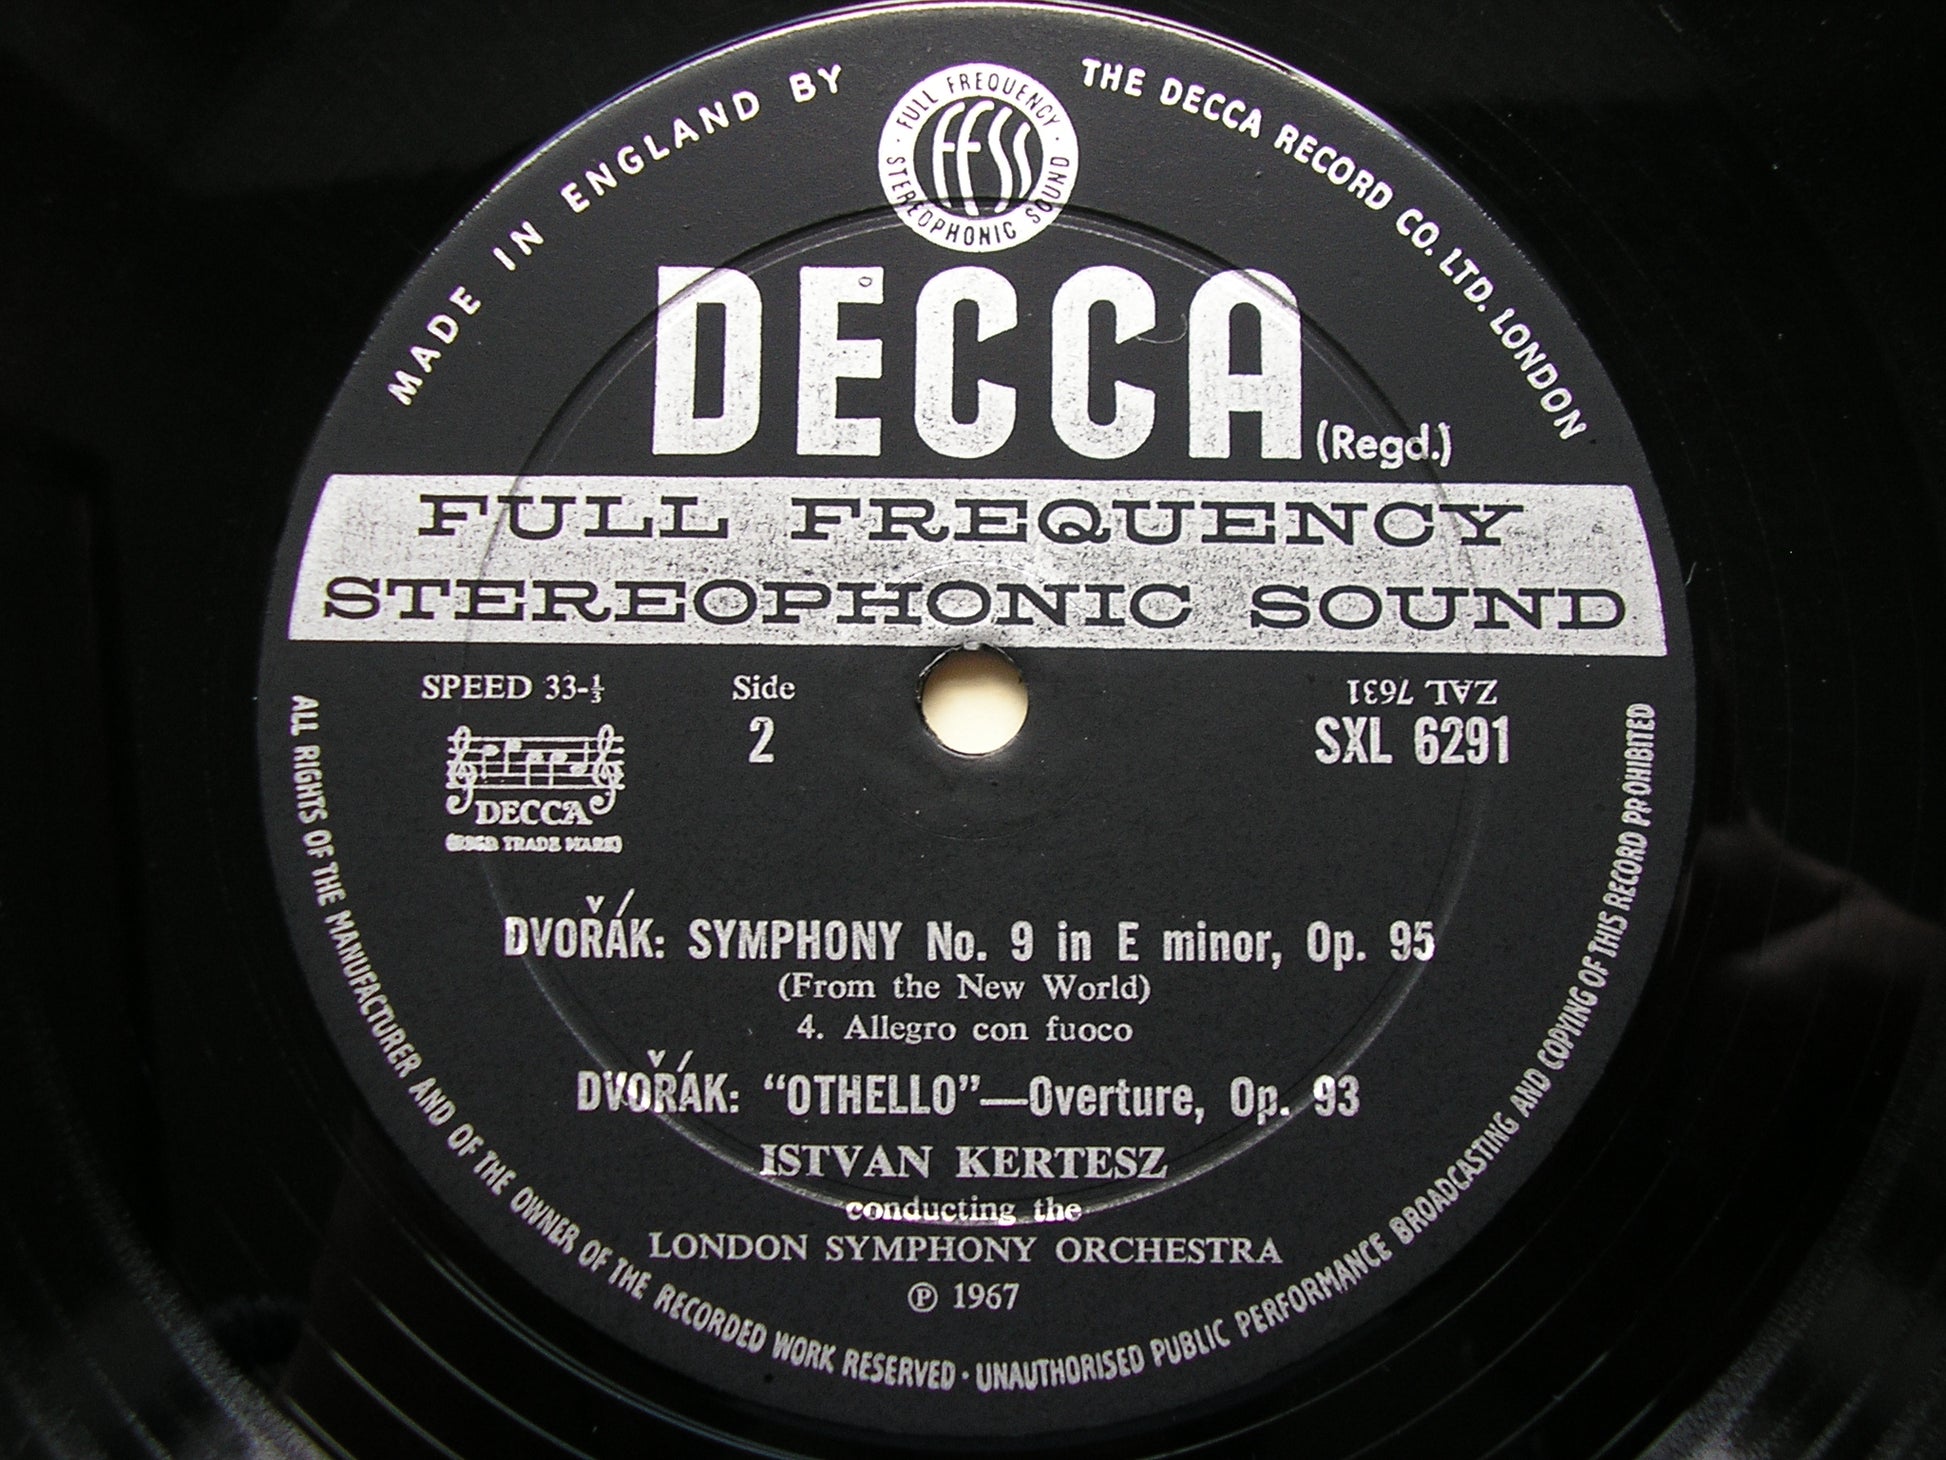 MADE IN ENGLAND BY
THE DECCA RECORD CO. LTD. LONDON
· FULL FREQUENCY ·
FFSS
STEREOPHONIC SOUND
DECCA (Regd.)
FULL FREQUENCY
STEREOPHONIC SOUND
SPEED 33-⅓
Side
2
ZAL 7631
SXL 6291
DECCA
(REGD. TRADE MARK)
DVOŘÁK: SYMPHONY No. 9 in E minor, Op. 95
(From the New World)
4. Allegro con fuoco
DVOŘÁK: “OTHELLO”—Overture, Op. 93
ISTVAN KERTESZ
conducting the
LONDON SYMPHONY ORCHESTRA
℗ 1967
ALL RIGHTS OF THE MANUFACTURER AND OF THE OWNER OF THE RECORDED WORK RESERVED · UNAUTHORISED PUBLIC PERFORMANCE BROADCASTING AND COPYING OF THIS RECORD PROHIBITED